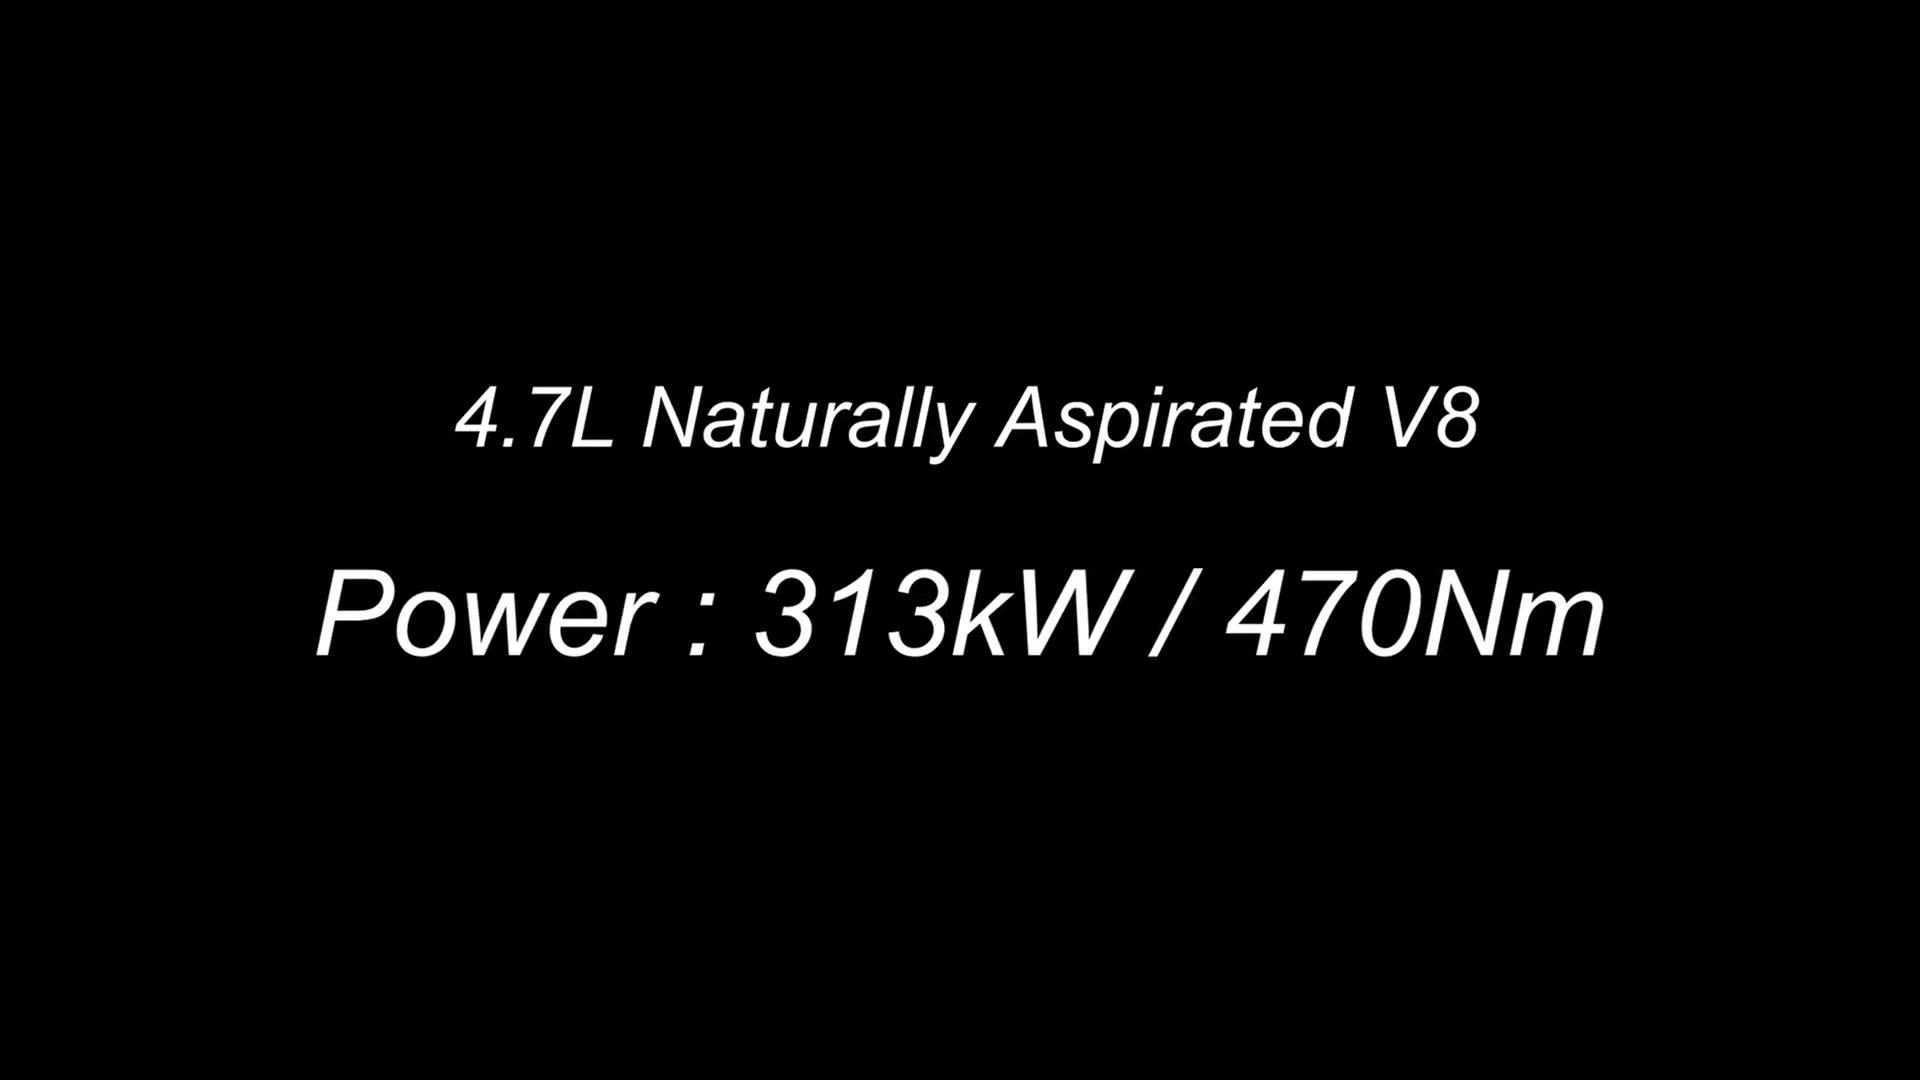 4.7L Naturally Aspirated V8
Power : 313kW / 470Nm